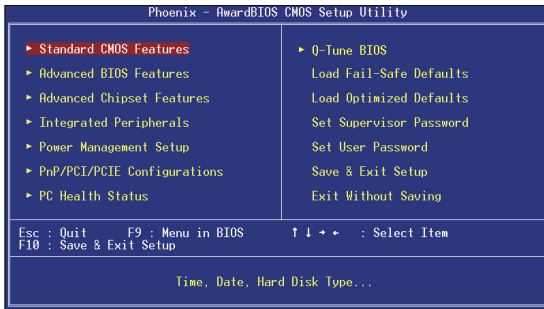 Phoenix - AwardBIOS CMOS Setup Utility
▸ Standard CMOS Features
▸ Advanced BIOS Features
▸ Advanced Chipset Features
▸ Integrated Peripherals
▸ Power Management Setup
▸ PnP/PCI/PCIE Configurations
▸ PC Health Status
▸ Q-Tune BIOS
Load Fail-Safe Defaults
Load Optimized Defaults
Set Supervisor Password
Set User Password
Save & Exit Setup
Exit Without Saving
Esc : Quit F9 : Menu in BIOS ↑ ↓ → ← : Select Item
F10 : Save & Exit Setup
Time, Date, Hard Disk Type...